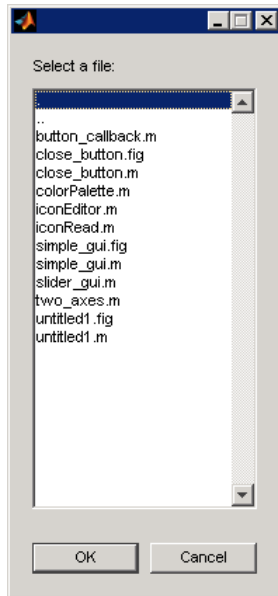 Select a file:
.
..
button_callback.m
close_button.fig
close_button.m
colorPalette.m
iconEditor.m
iconRead.m
simple_gui.fig
simple_gui.m
slider_gui.m
two_axes.m
untitled1.fig
untitled1.m
OK
Cancel